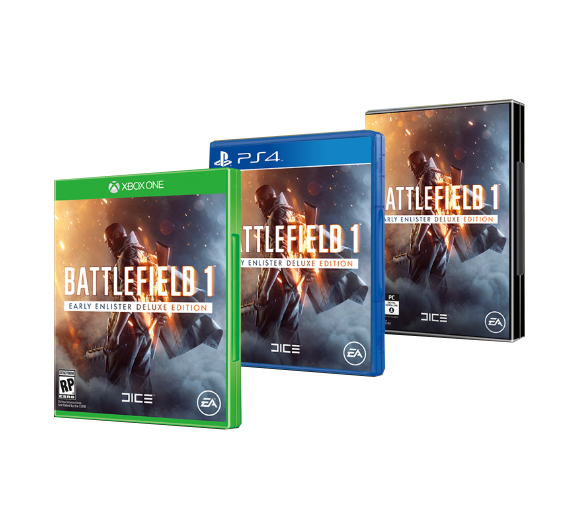 XBOX ONE
BATTLEFIELD 1
EARLY ENLISTER DELUXE EDITION
RP
DICE
EA
PS4
TTLEFIELD 1
Y ENLISTER DELUXE EDITION
DICE
EA
ATTLEFIELD 1
EARLY ENLISTER DELUXE EDITION
PC
DICE
EA